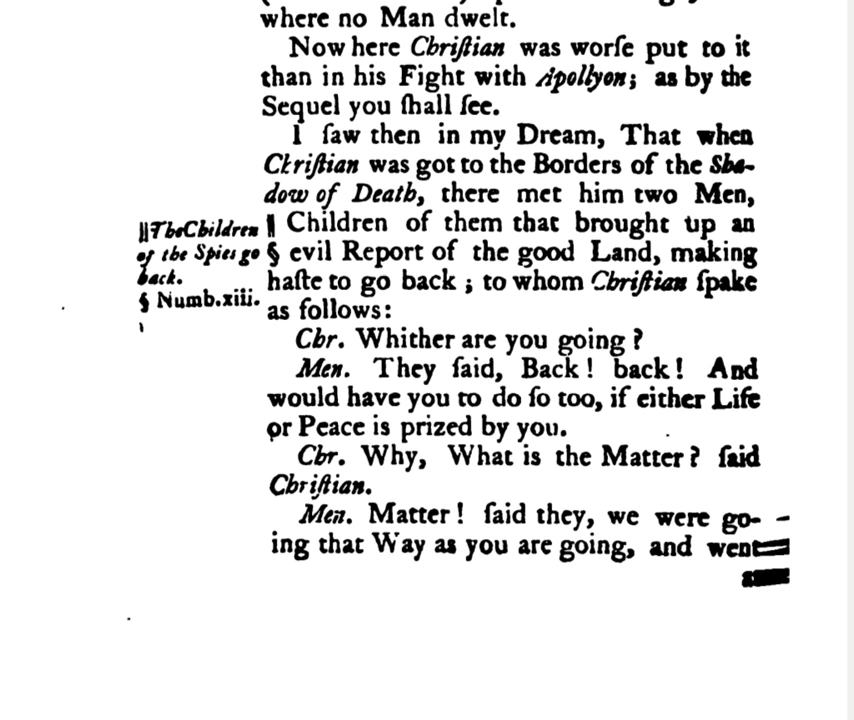 where no Man dwelt.
Now here Chriſtian was worſe put to it
than in his Fight with Apollyon; as by the
Sequel you ſhall ſee.
I ſaw then in my Dream, That when
Chriſtian was got to the Borders of the Sha-
dow of Death, there met him two Men,
‖ Children of them that brought up an
§ evil Report of the good Land, making
haſte to go back ; to whom Chriſtian ſpake
as follows:
‖ The Children
of the Spies go
back.
§ Numb.xiii.
Chr. Whither are you going ?
Men. They ſaid, Back ! back ! And
would have you to do ſo too, if either Life
or Peace is prized by you.
Chr. Why, What is the Matter ? ſaid
Chriſtian.
Men. Matter ! ſaid they, we were go-
ing that Way as you are going, and went